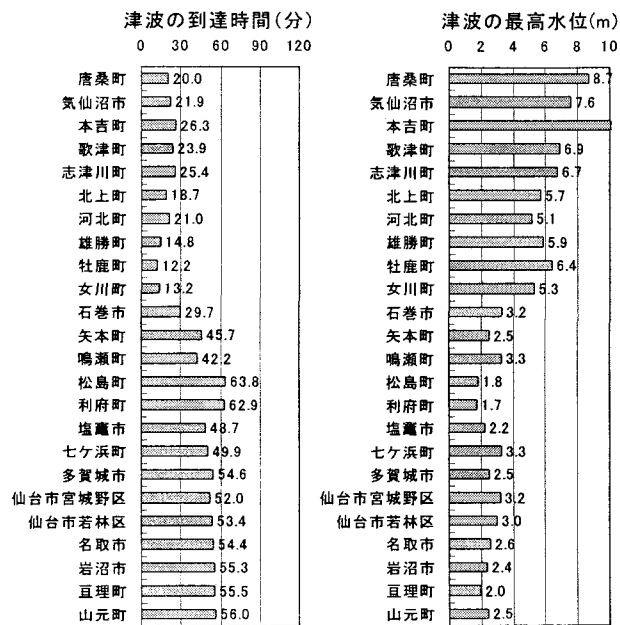 津波の到達時間(分)
0 30 60 90 120
唐桑町 20.0
気仙沼市 21.9
本吉町 26.3
歌津町 23.9
志津川町 25.4
北上町 18.7
河北町 21.0
雄勝町 14.8
牡鹿町 12.2
女川町 13.2
石巻市 29.7
矢本町 45.7
鳴瀬町 42.2
松島町 63.8
利府町 62.9
塩竈市 48.7
七ケ浜町 49.9
多賀城市 54.6
仙台市宮城野区 52.0
仙台市若林区 53.4
名取市 54.4
岩沼市 55.3
亘理町 55.5
山元町 56.0
津波の最高水位(m)
0 2 4 6 8 10
唐桑町 8.7
気仙沼市 7.6
本吉町
歌津町 6.9
志津川町 6.7
北上町 5.7
河北町 5.1
雄勝町 5.9
牡鹿町 6.4
女川町 5.3
石巻市 3.2
矢本町 2.5
鳴瀬町 3.3
松島町 1.8
利府町 1.7
塩竈市 2.2
七ケ浜町 3.3
多賀城市 2.5
仙台市宮城野区 3.2
仙台市若林区 3.0
名取市 2.6
岩沼市 2.4
亘理町 2.0
山元町 2.5